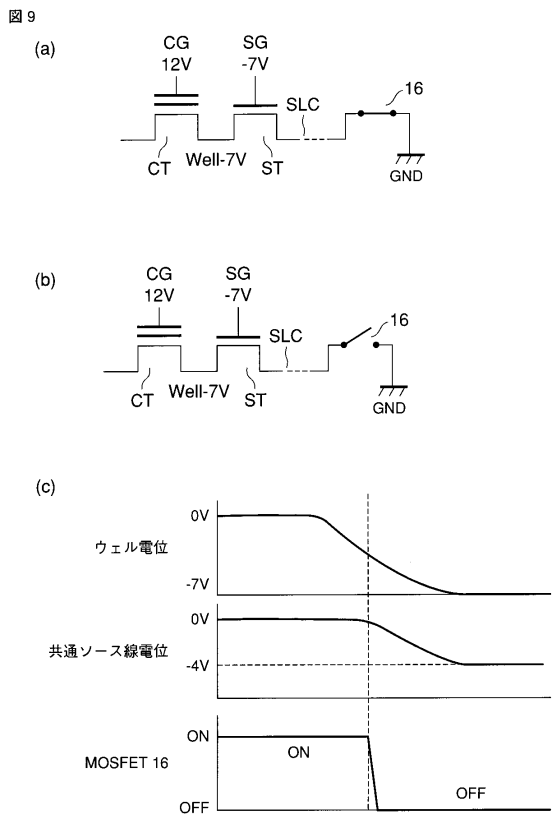 図 9
(a)
CG
12V
SG
-7V
SLC
16
CT
Well-7V
ST
GND
(b)
CG
12V
SG
-7V
SLC
16
CT
Well-7V
ST
GND
(c)
0V
ウェル電位
-7V
0V
共通ソース線電位
-4V
ON
ON
MOSFET 16
OFF
OFF